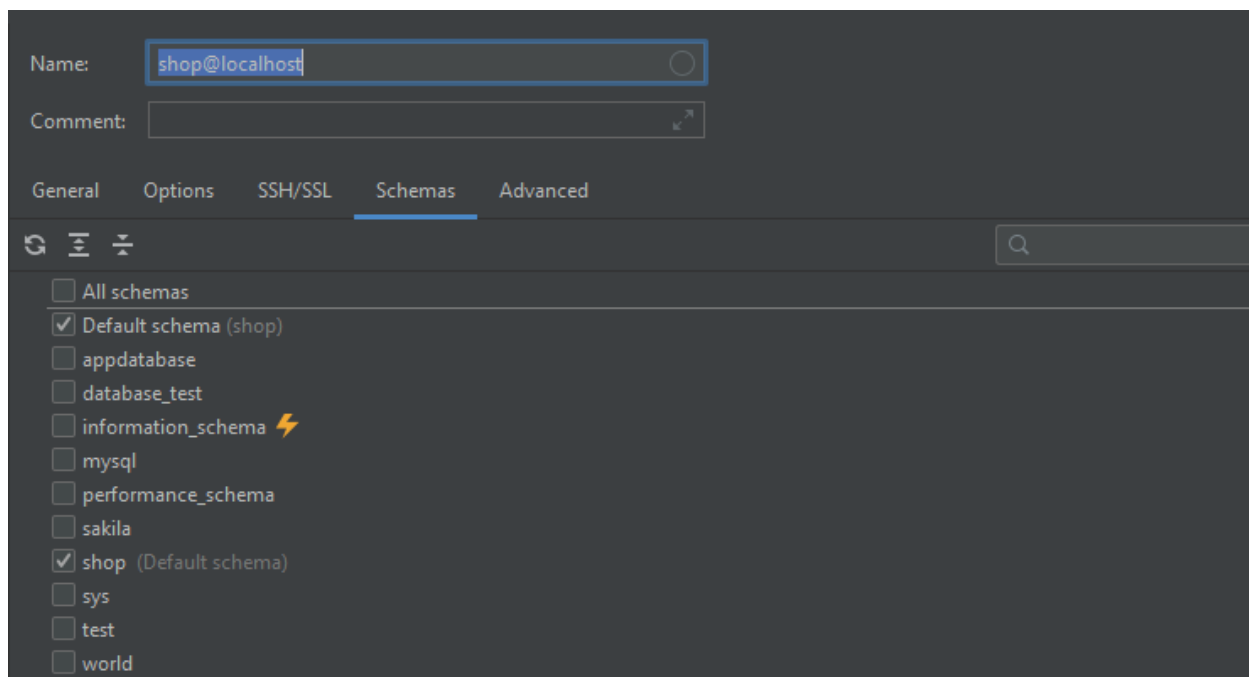 Name: shop@localhost
Comment:
General Options SSH/SSL Schemas Advanced
All schemas
Default schema (shop)
appdatabase
database_test
information_schema
mysql
performance_schema
sakila
shop (Default schema)
sys
test
world